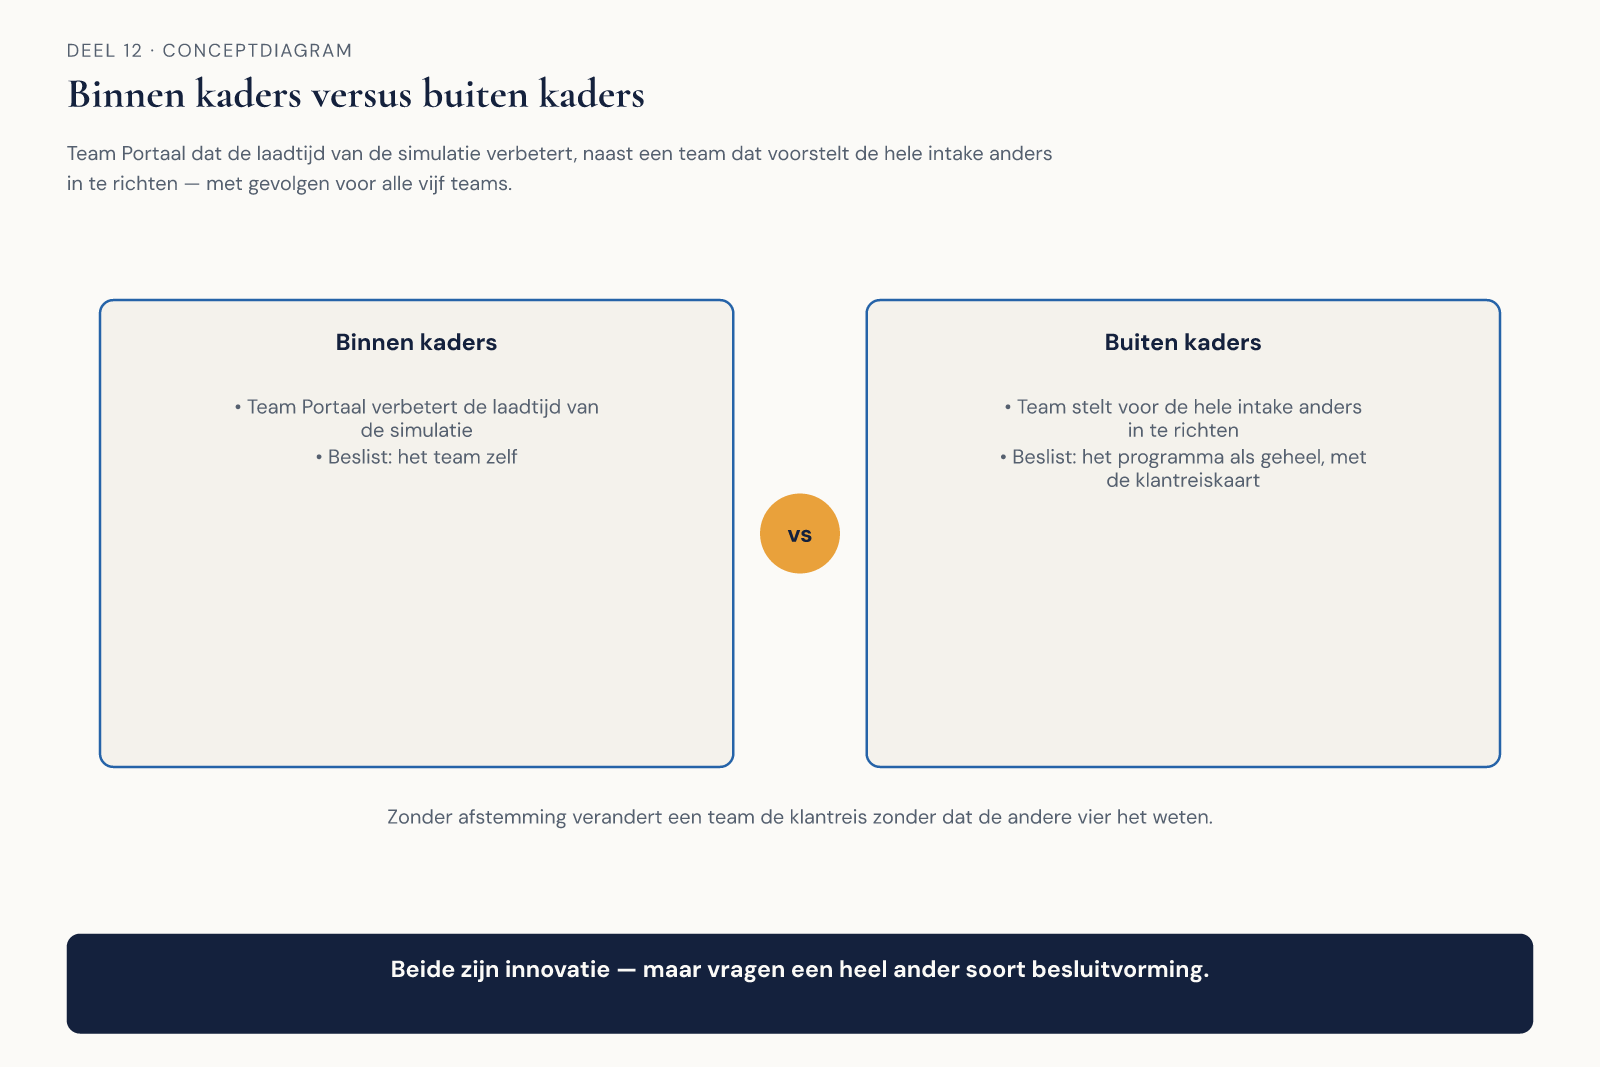 DEEL 12 · CONCEPTDIAGRAM
Binnen kaders versus buiten kaders
Team Portaal dat de laadtijd van de simulatie verbetert, naast een team dat voorstelt de hele intake anders
in te richten — met gevolgen voor alle vijf teams.
Binnen kaders
• Team Portaal verbetert de laadtijd van
de simulatie
• Beslist: het team zelf
vs
Buiten kaders
• Team stelt voor de hele intake anders
in te richten
• Beslist: het programma als geheel, met
de klantreiskaart
Zonder afstemming verandert een team de klantreis zonder dat de andere vier het weten.
Beide zijn innovatie — maar vragen een heel ander soort besluitvorming.